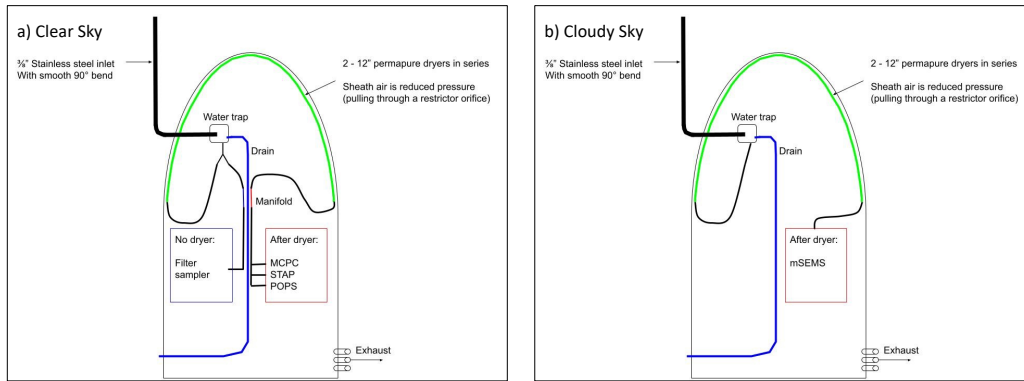 a) Clear Sky
⅜” Stainless steel inlet
With smooth 90° bend
2 - 12” permapure dryers in series
Sheath air is reduced pressure
(pulling through a restrictor orifice)
Water trap
Drain
Manifold
No dryer:
Filter
sampler
After dryer:
MCPC
STAP
POPS
Exhaust
b) Cloudy Sky
⅜” Stainless steel inlet
With smooth 90° bend
2 - 12” permapure dryers in series
Sheath air is reduced pressure
(pulling through a restrictor orifice)
Water trap
Drain
After dryer:
mSEMS
Exhaust